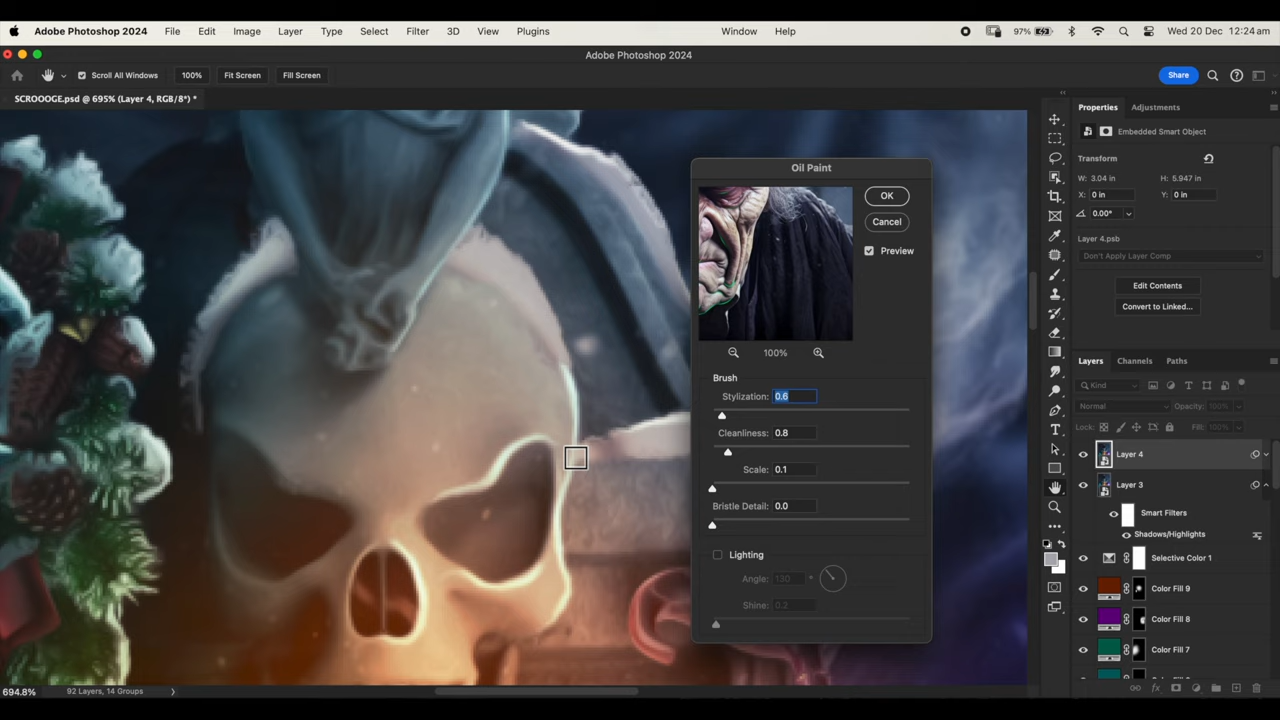 Adobe Photoshop 2024 File Edit Image Layer Type Select Filter 3D View Plugins Window Help 97% Wed 20 Dec 12:24am
Adobe Photoshop 2024
Scroll All Windows 100% Fit Screen Fill Screen Share
SCROOOGE.psd @ 695% (Layer 4, RGB/8*) *
Properties Adjustments
Embedded Smart Object
Transform
W: 3.04 in H: 5.947 in
X: 0 in Y: 0 in
0.00°
Layer 4.psb
Don't Apply Layer Comp
Edit Contents
Convert to Linked...
Oil Paint
OK
Cancel
Preview
100%
Brush
Stylization: 0.6
Cleanliness: 0.8
Scale: 0.1
Bristle Detail: 0.0
Lighting
Angle: 130 °
Shine: 0.2
Layers Channels Paths
Kind
Normal Opacity: 100%
Lock: Fill: 100%
Layer 4
Layer 3
Smart Filters
Shadows/Highlights
Selective Color 1
Color Fill 9
Color Fill 8
Color Fill 7
694.8% 92 Layers, 14 Groups